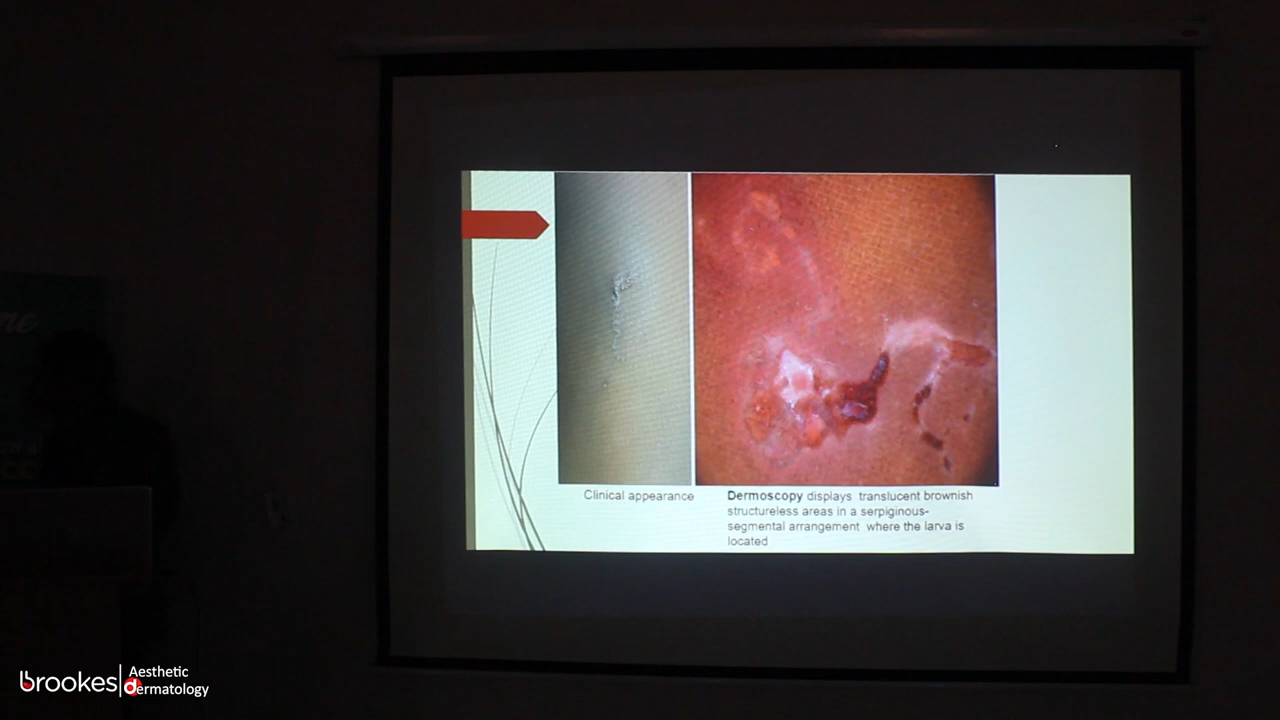 Clinical appearance
Dermoscopy displays translucent brownish
structureless areas in a serpiginous-
segmental arrangement where the larva is
located
brookes
Aesthetic
dermatology